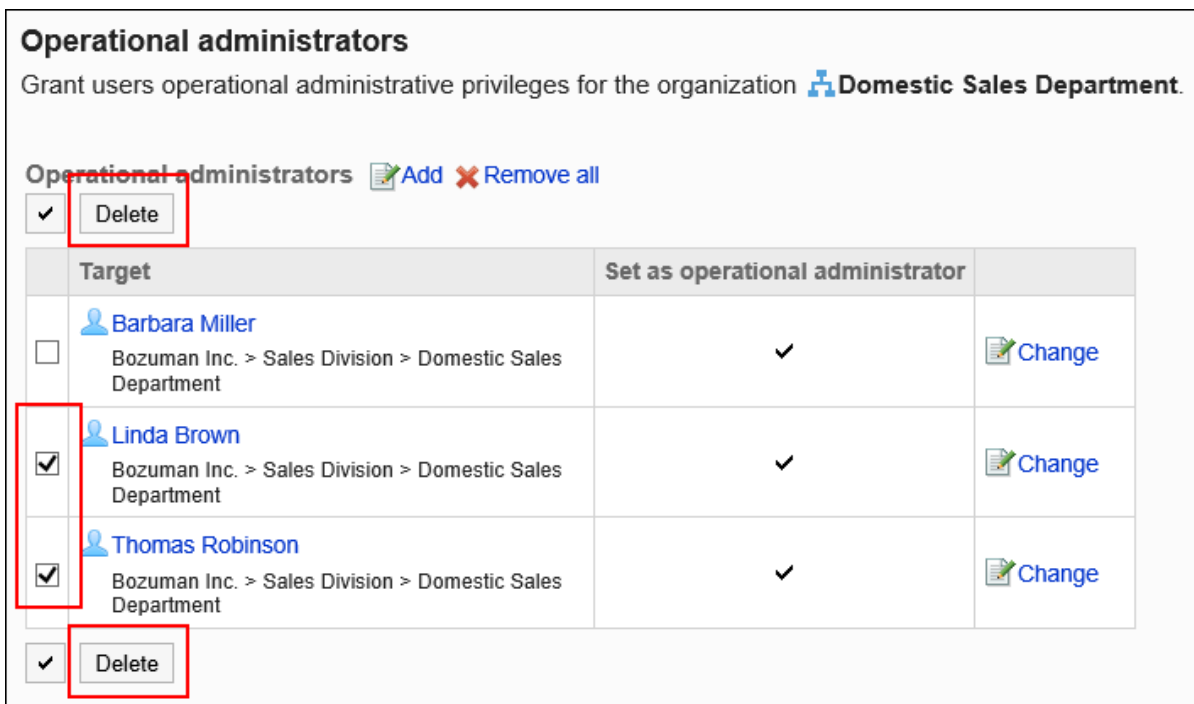 Operational administrators
Grant users operational administrative privileges for the organization Domestic Sales Department.
Operational administrators Add Remove all
Delete
Target Set as operational administrator
Barbara Miller
Bozuman Inc. > Sales Division > Domestic Sales
Department
Change
Linda Brown
Bozuman Inc. > Sales Division > Domestic Sales
Department
Change
Thomas Robinson
Bozuman Inc. > Sales Division > Domestic Sales
Department
Change
Delete